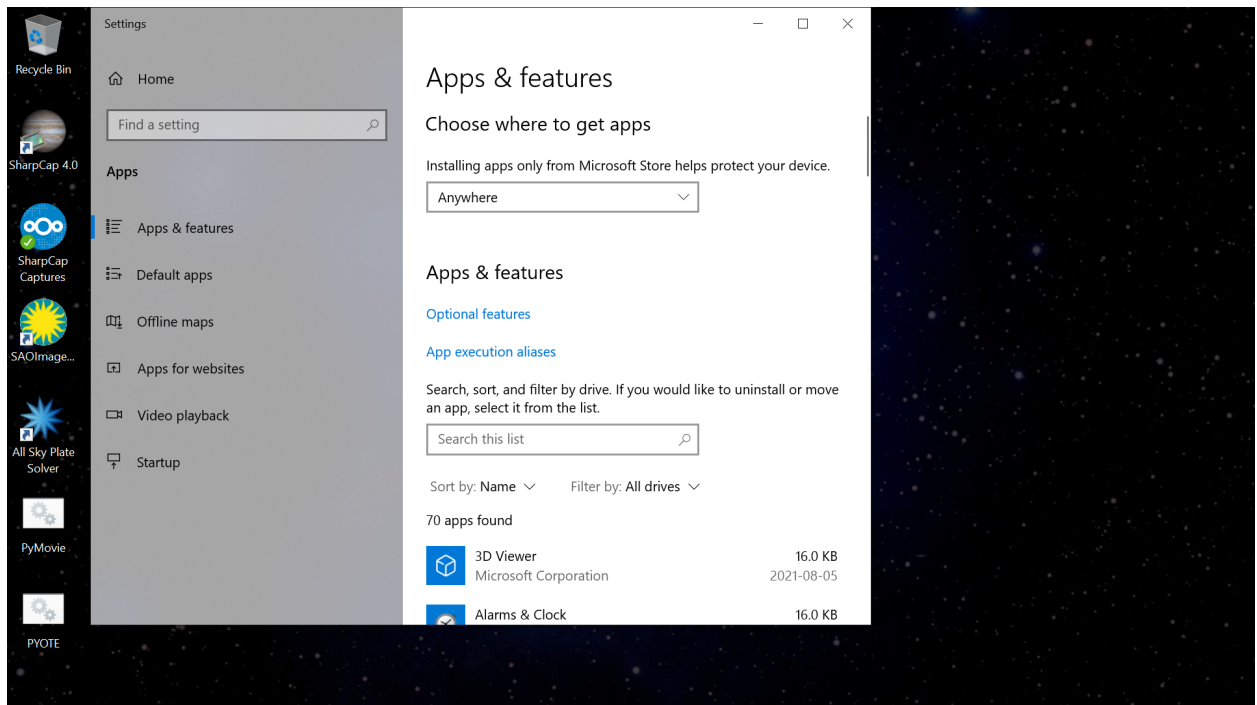 Recycle Bin
SharpCap 4.0
SharpCap
Captures
SAOImage...
All Sky Plate
Solver
PyMovie
PYOTE
Settings
Home
Find a setting
Apps
Apps & features
Default apps
Offline maps
Apps for websites
Video playback
Startup
Apps & features
Choose where to get apps
Installing apps only from Microsoft Store helps protect your device.
Anywhere
Apps & features
Optional features
App execution aliases
Search, sort, and filter by drive. If you would like to uninstall or move
an app, select it from the list.
Search this list
Sort by: Name Filter by: All drives
70 apps found
3D Viewer 16.0 KB
Microsoft Corporation 2021-08-05
Alarms & Clock 16.0 KB